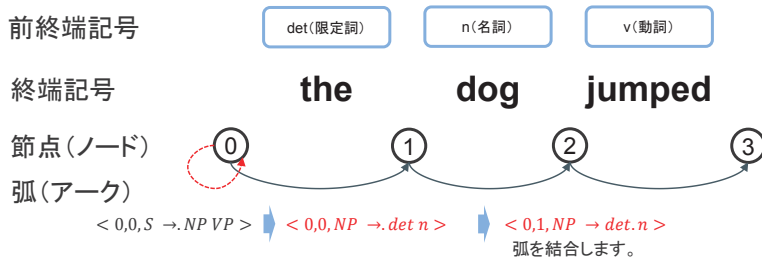 前終端記号 det(限定詞) n(名詞) v(動詞)
終端記号 the dog jumped
節点(ノード) 0 1 2 3
弧(アーク)
< 0,0, S →. NP VP > < 0,0, NP →. det n > < 0,1, NP → det. n >
弧を結合します。